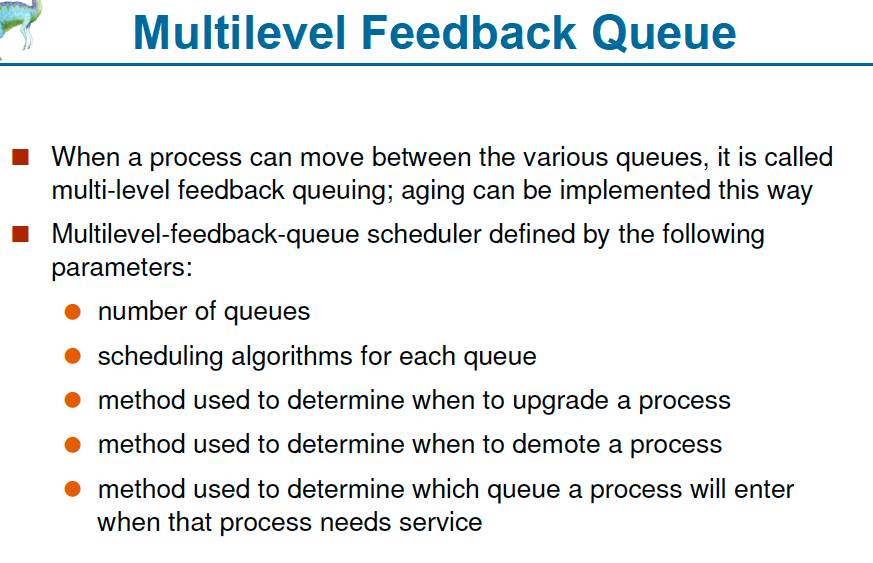 Multilevel Feedback Queue
When a process can move between the various queues, it is called
multi-level feedback queuing; aging can be implemented this way
Multilevel-feedback-queue scheduler defined by the following
parameters:
number of queues
scheduling algorithms for each queue
method used to determine when to upgrade a process
method used to determine when to demote a process
method used to determine which queue a process will enter
when that process needs service